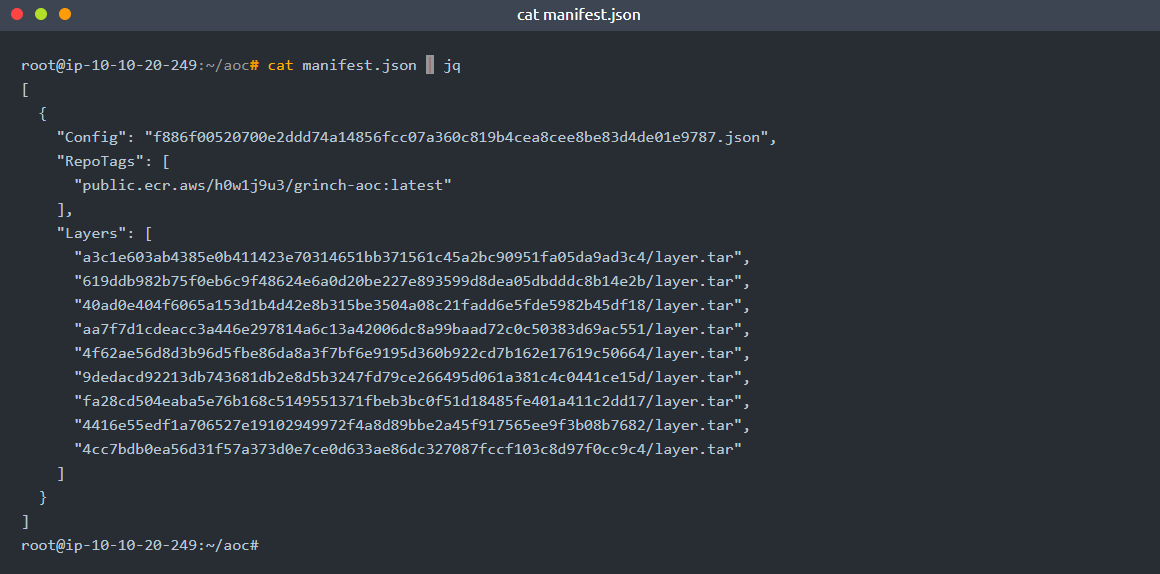 cat manifest.json
root@ip-10-10-20-249:~/aoc# cat manifest.json | jq
[
  {
    "Config": "f886f00520700e2ddd74a14856fcc07a360c819b4cea8cee8be83d4de01e9787.json",
    "RepoTags": [
      "public.ecr.aws/h0w1j9u3/grinch-aoc:latest"
    ],
    "Layers": [
      "a3c1e603ab4385e0b411423e70314651bb371561c45a2bc90951fa05da9ad3c4/layer.tar",
      "619ddb982b75f0eb6c9f48624e6a0d20be227e893599d8dea05dbdddc8b14e2b/layer.tar",
      "40ad0e404f6065a153d1b4d42e8b315be3504a08c21fadd6e5fde5982b45df18/layer.tar",
      "aa7f7d1cdeacc3a446e297814a6c13a42006dc8a99baad72c0c50383d69ac551/layer.tar",
      "4f62ae56d8d3b96d5fbe86da8a3f7bf6e9195d360b922cd7b162e17619c50664/layer.tar",
      "9dedacd92213db743681db2e8d5b3247fd79ce266495d061a381c4c0441ce15d/layer.tar",
      "fa28cd504eaba5e76b168c5149551371fbeb3bc0f51d18485fe401a411c2dd17/layer.tar",
      "4416e55edf1a706527e19102949972f4a8d89bbe2a45f917565ee9f3b08b7682/layer.tar",
      "4cc7bdb0ea56d31f57a373d0e7ce0d633ae86dc327087fccf103c8d97f0cc9c4/layer.tar"
    ]
  }
]
root@ip-10-10-20-249:~/aoc#